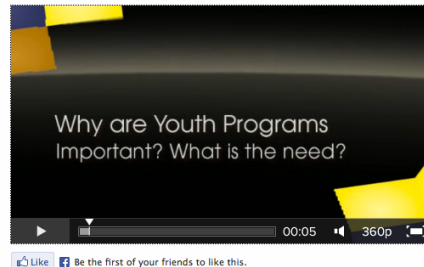 Why are Youth Programs
Important? What is the need?
00:05 360p
Like Be the first of your friends to like this.